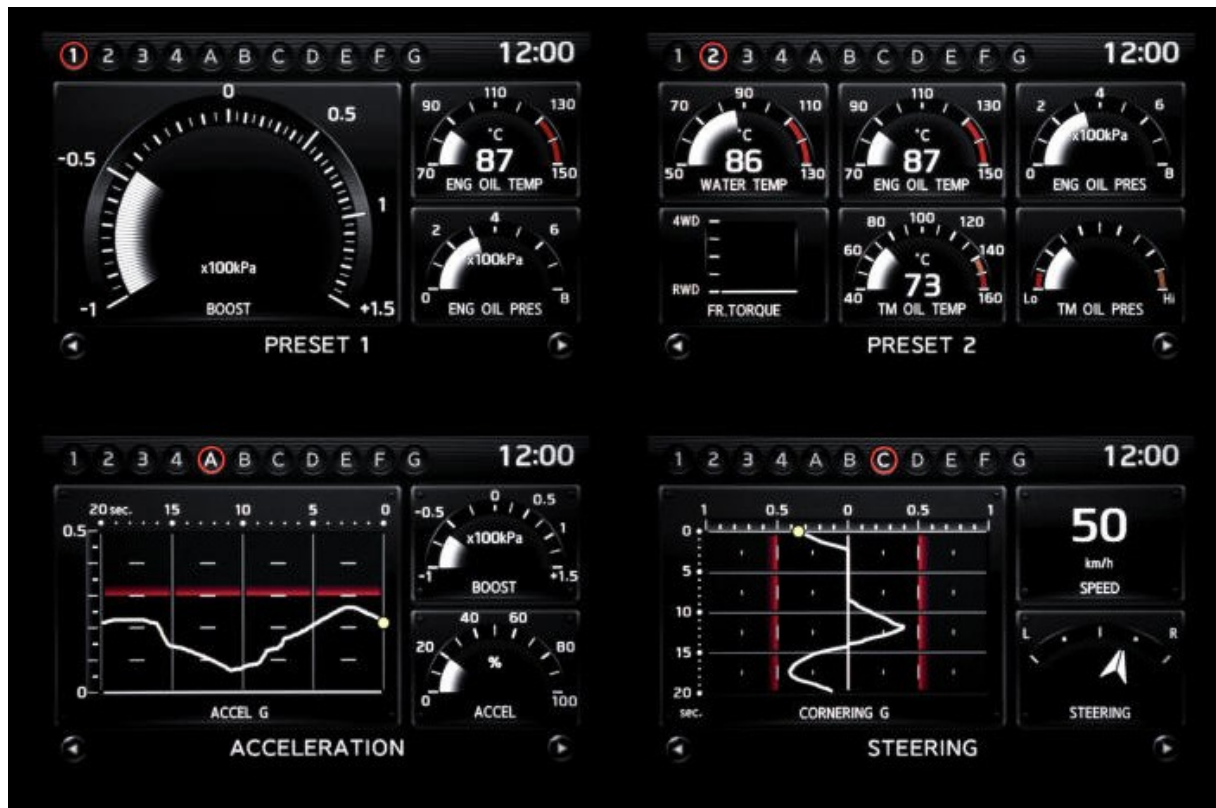 1 2 3 4 A B C D E F G 12:00
-1 -0.5 0 0.5 1 +1.5
x100kPa
BOOST
70 90 110 130 150
°C
87
ENG OIL TEMP
0 2 4 6 8
x100kPa
ENG OIL PRES
PRESET 1
1 2 3 4 A B C D E F G 12:00
50 70 90 110 130
°C
86
WATER TEMP
70 90 110 130 150
°C
87
ENG OIL TEMP
0 2 4 6 8
x100kPa
ENG OIL PRES
4WD
RWD
FR.TORQUE
40 60 80 100 120 140 160
°C
73
TM OIL TEMP
Lo Hi
TM OIL PRES
PRESET 2
1 2 3 4 A B C D E F G 12:00
20 sec. 15 10 5 0
0.5
0
ACCEL G
-1 -0.5 0 0.5 1 +1.5
x100kPa
BOOST
0 20 40 60 80 100
%
ACCEL
ACCELERATION
1 2 3 4 A B C D E F G 12:00
1 0.5 0 0.5 1
0
5
10
15
20
sec.
CORNERING G
50
km/h
SPEED
L R
STEERING
STEERING